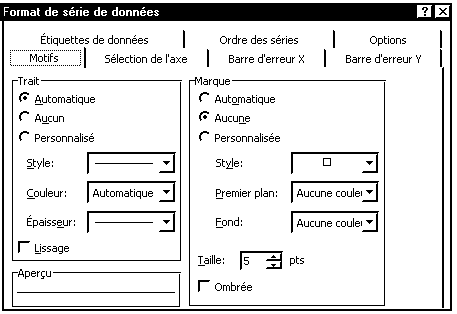 Format de série de données
Étiquettes de données Ordre des séries Options
Motifs Sélection de l'axe Barre d'erreur X Barre d'erreur Y
Trait
Automatique
Aucun
Personnalisé
Style:
Couleur: Automatique
Épaisseur:
Lissage
Aperçu
Marque
Automatique
Aucune
Personnalisée
Style:
Premier plan: Aucune couleu
Fond: Aucune couleu
Taille: 5 pts
Ombrée